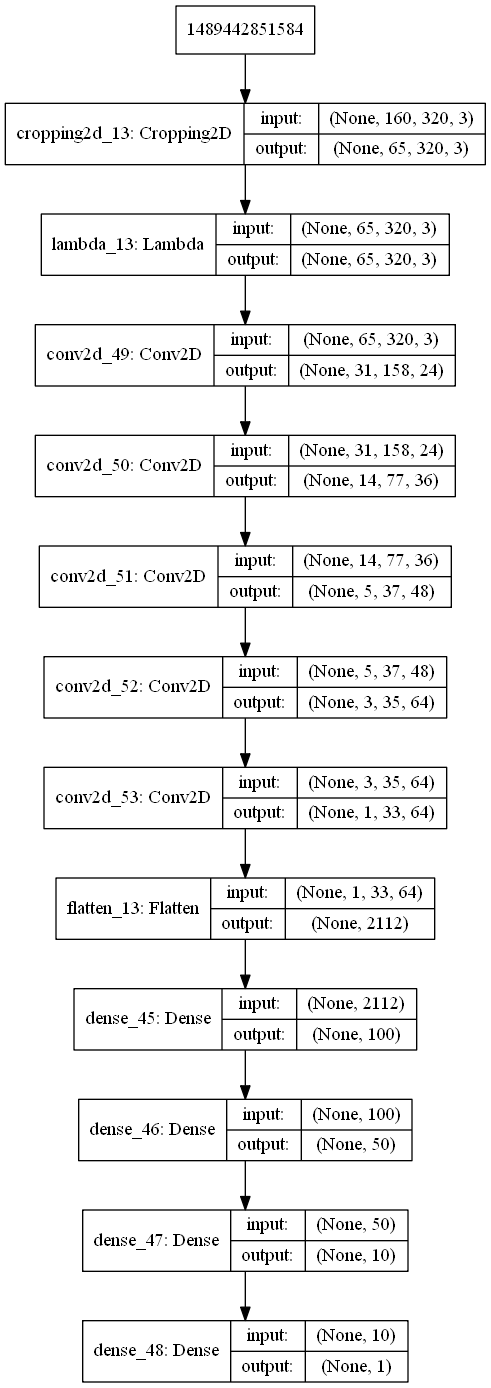 1489442851584
cropping2d_13: Cropping2D
input: (None, 160, 320, 3)
output: (None, 65, 320, 3)
lambda_13: Lambda
input: (None, 65, 320, 3)
output: (None, 65, 320, 3)
conv2d_49: Conv2D
input: (None, 65, 320, 3)
output: (None, 31, 158, 24)
conv2d_50: Conv2D
input: (None, 31, 158, 24)
output: (None, 14, 77, 36)
conv2d_51: Conv2D
input: (None, 14, 77, 36)
output: (None, 5, 37, 48)
conv2d_52: Conv2D
input: (None, 5, 37, 48)
output: (None, 3, 35, 64)
conv2d_53: Conv2D
input: (None, 3, 35, 64)
output: (None, 1, 33, 64)
flatten_13: Flatten
input: (None, 1, 33, 64)
output: (None, 2112)
dense_45: Dense
input: (None, 2112)
output: (None, 100)
dense_46: Dense
input: (None, 100)
output: (None, 50)
dense_47: Dense
input: (None, 50)
output: (None, 10)
dense_48: Dense
input: (None, 10)
output: (None, 1)